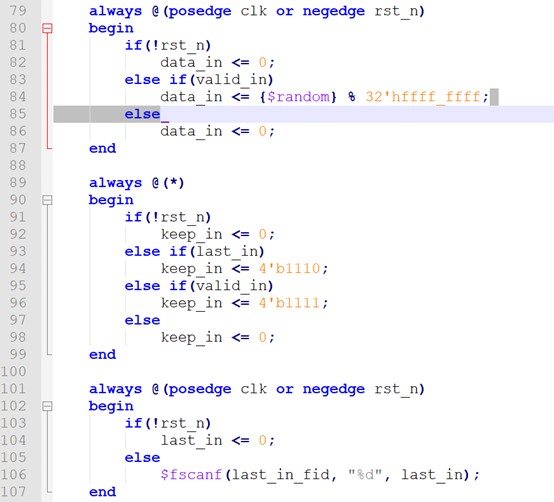 79 always @(posedge clk or negedge rst_n)
80 begin
81 if(!rst_n)
82 data_in <= 0;
83 else if(valid_in)
84 data_in <= {$random} % 32'hffff_ffff;
85 else
86 data_in <= 0;
87 end
88
89 always @(*)
90 begin
91 if(!rst_n)
92 keep_in <= 0;
93 else if(last_in)
94 keep_in <= 4'b1110;
95 else if(valid_in)
96 keep_in <= 4'b1111;
97 else
98 keep_in <= 0;
99 end
100
101 always @(posedge clk or negedge rst_n)
102 begin
103 if(!rst_n)
104 last_in <= 0;
105 else
106 $fscanf(last_in_fid, "%d", last_in);
107 end